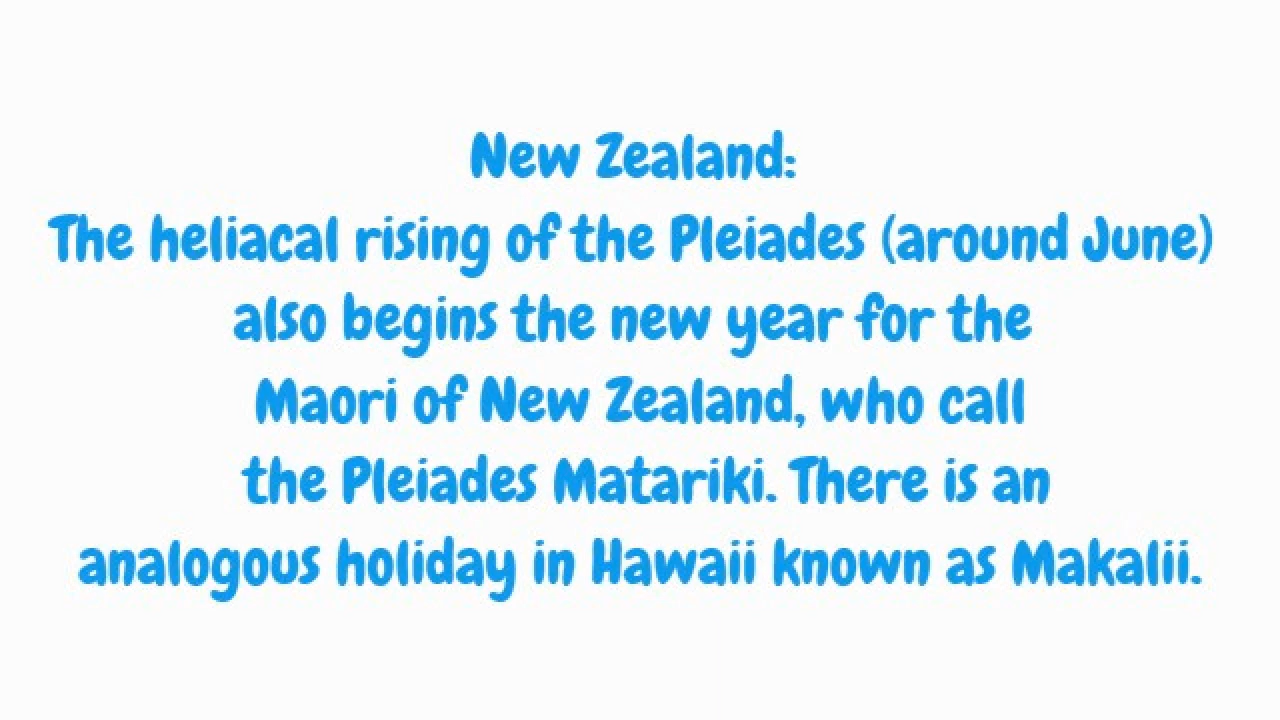 New Zealand:
The heliacal rising of the Pleiades (around June)
also begins the new year for the
Maori of New Zealand, who call
the Pleiades Matariki. There is an
analogous holiday in Hawaii known as Makalii.